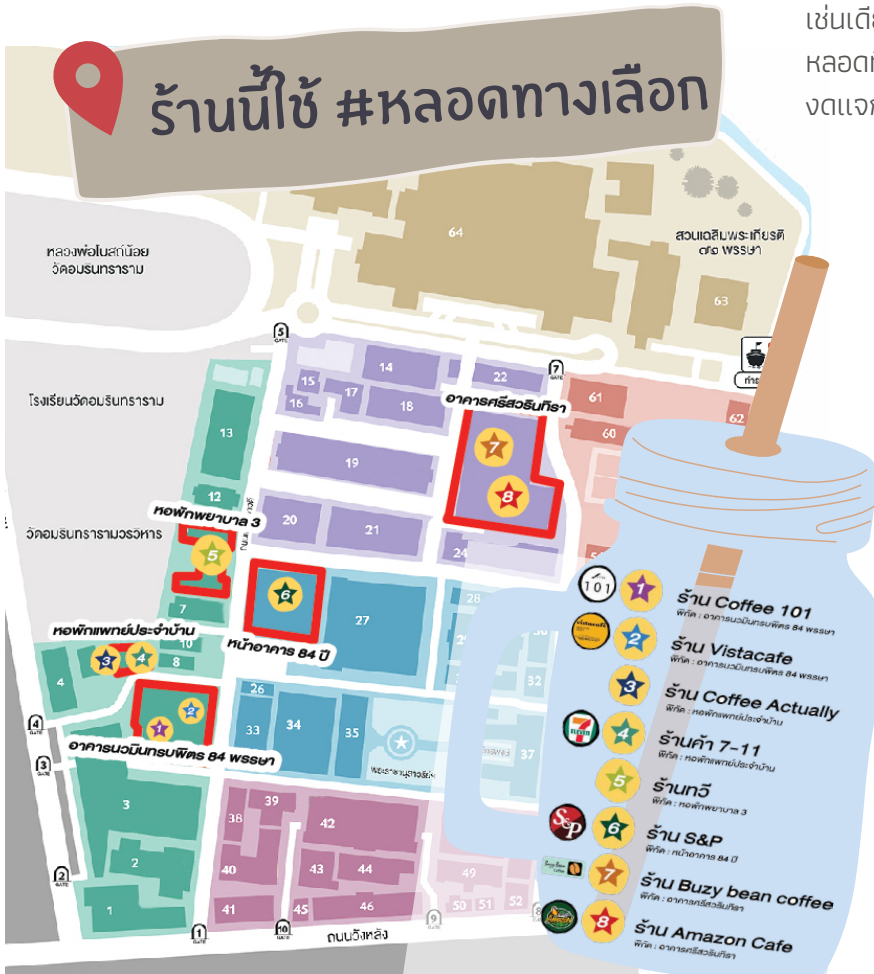 ร้านนี้ใช้ #หลอดทางเลือก
งดแจก
หลวงพ่อโบสถ์น้อย
วัดอมรินทราราม
64
สวนเฉลิมพระเกียรติ
๗๒ พรรษา
63
5
GATE
7
GATE
14
22
15
16
17
18
อาคารศรีสวรินทิรา
61
62
60
โรงเรียนวัดอมรินทราราม
13
7
19
8
12
หอพักพยาบาล 3
20
21
24
วัดอมรินทรารามวรวิหาร
5
6
27
28
7
หอพักแพทย์ประจำบ้าน
หน้าอาคาร 84 ปี
10
3
4
8
4
32
26
2
33
34
35
37
4
GATE
1
อาคารนวมินทรบพิตร 84 พรรษา
3
GATE
3
38
39
42
2
2
GATE
40
43
44
49
1
41
45
46
50
51
52
1
GATE
10
GATE
9
GATE
ถนนวังหลัง
101
1
ร้าน Coffee 101
พิกัด : อาคารนวมินทรบพิตร 84 พรรษา
vistacafe
2
ร้าน Vistacafe
พิกัด : อาคารนวมินทรบพิตร 84 พรรษา
3
ร้าน Coffee Actually
พิกัด : หอพักแพทย์ประจำบ้าน
7 ELEVEN
4
ร้านค้า 7-11
พิกัด : หอพักแพทย์ประจำบ้าน
5
ร้านทวี
พิกัด : หอพักพยาบาล 3
S&P
6
ร้าน S&P
พิกัด : หน้าอาคาร 84 ปี
7
ร้าน Buzy bean coffee
พิกัด : อาคารศรีสวรินทิรา
8
ร้าน Amazon Cafe
พิกัด : อาคารศรีสวรินทิรา